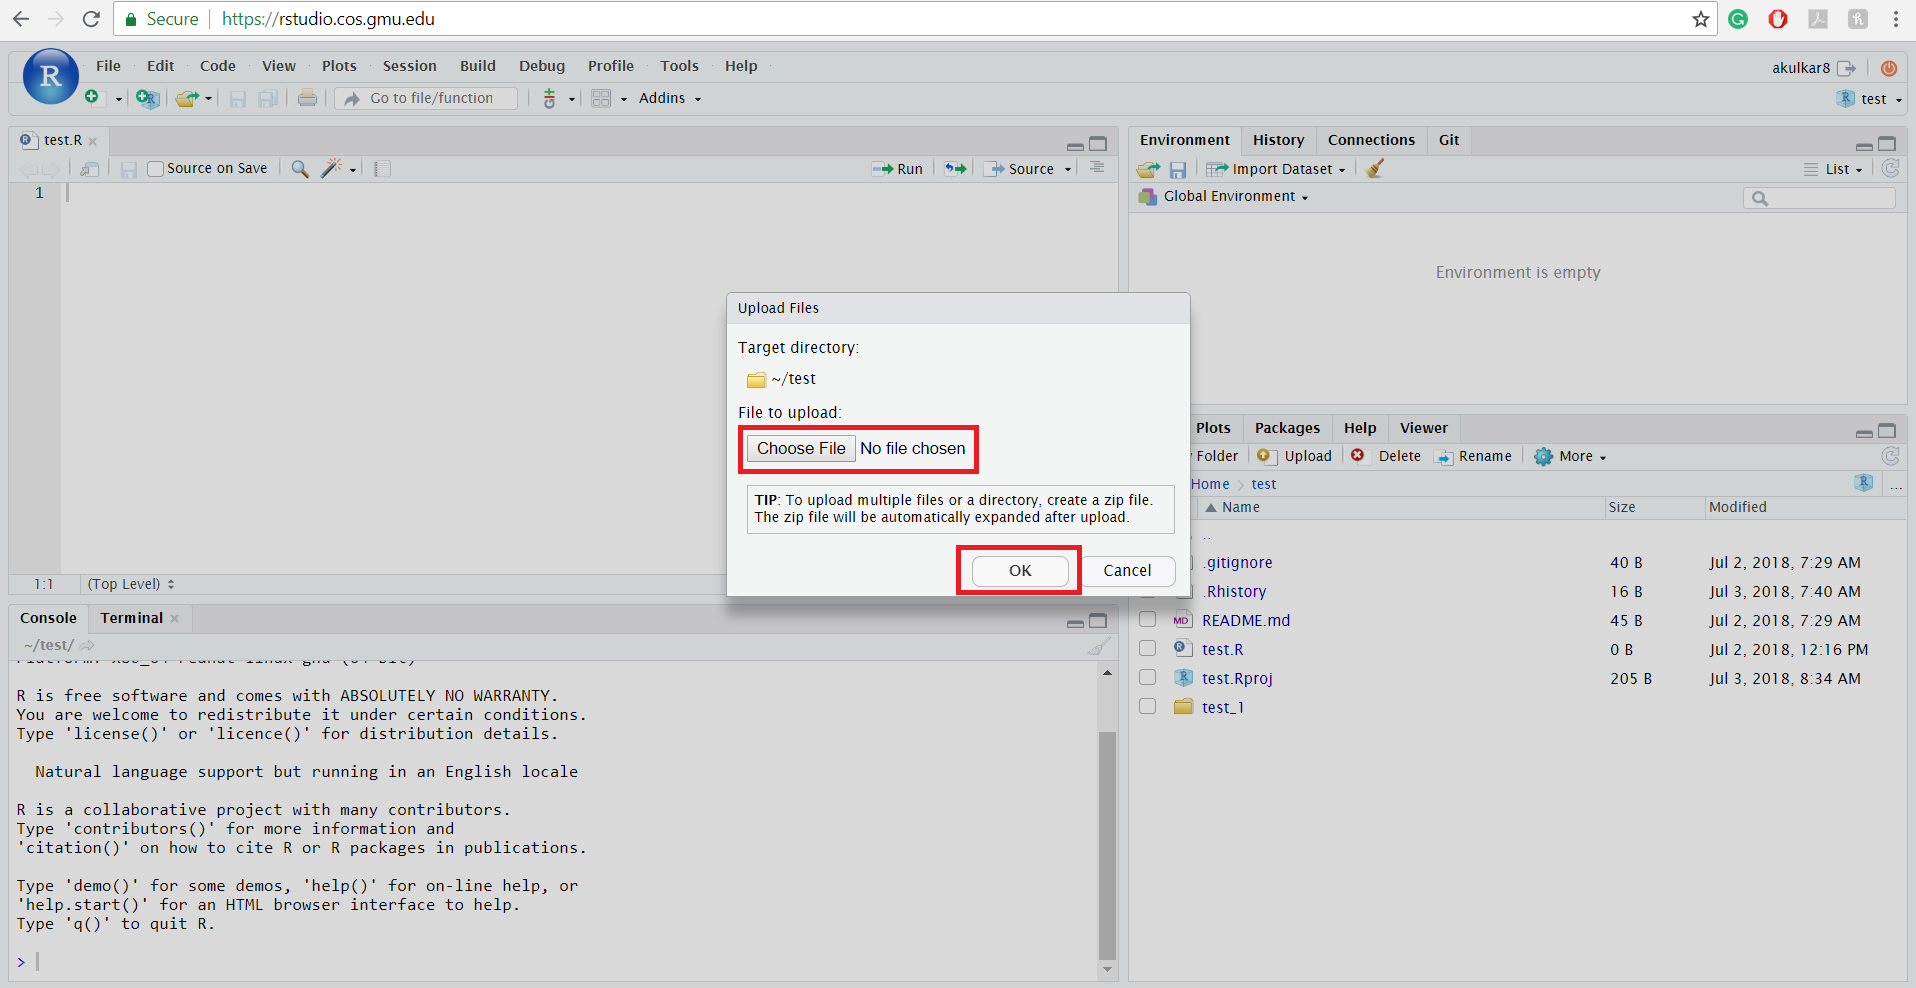 Secure https://rstudio.cos.gmu.edu
R File Edit Code View Plots Session Build Debug Profile Tools Help
akulkar8
Go to file/function Addins
test
test.R
Source on Save Run Source
1
1:1 (Top Level)
Environment History Connections Git
Import Dataset List
Global Environment
Environment is empty
Upload Files
Target directory:
~/test
File to upload:
Choose File No file chosen
TIP: To upload multiple files or a directory, create a zip file.
The zip file will be automatically expanded after upload.
OK Cancel
Plots Packages Help Viewer
Folder Upload Delete Rename More
Home test ...
Name Size Modified
..
.gitignore 40 B Jul 2, 2018, 7:29 AM
.Rhistory 16 B Jul 3, 2018, 7:40 AM
README.md 45 B Jul 2, 2018, 7:29 AM
test.R 0 B Jul 2, 2018, 12:16 PM
test.Rproj 205 B Jul 3, 2018, 8:34 AM
test_1
Console Terminal
~/test/
R is free software and comes with ABSOLUTELY NO WARRANTY.
You are welcome to redistribute it under certain conditions.
Type 'license()' or 'licence()' for distribution details.
Natural language support but running in an English locale
R is a collaborative project with many contributors.
Type 'contributors()' for more information and
'citation()' on how to cite R or R packages in publications.
Type 'demo()' for some demos, 'help()' for on-line help, or
'help.start()' for an HTML browser interface to help.
Type 'q()' to quit R.
>